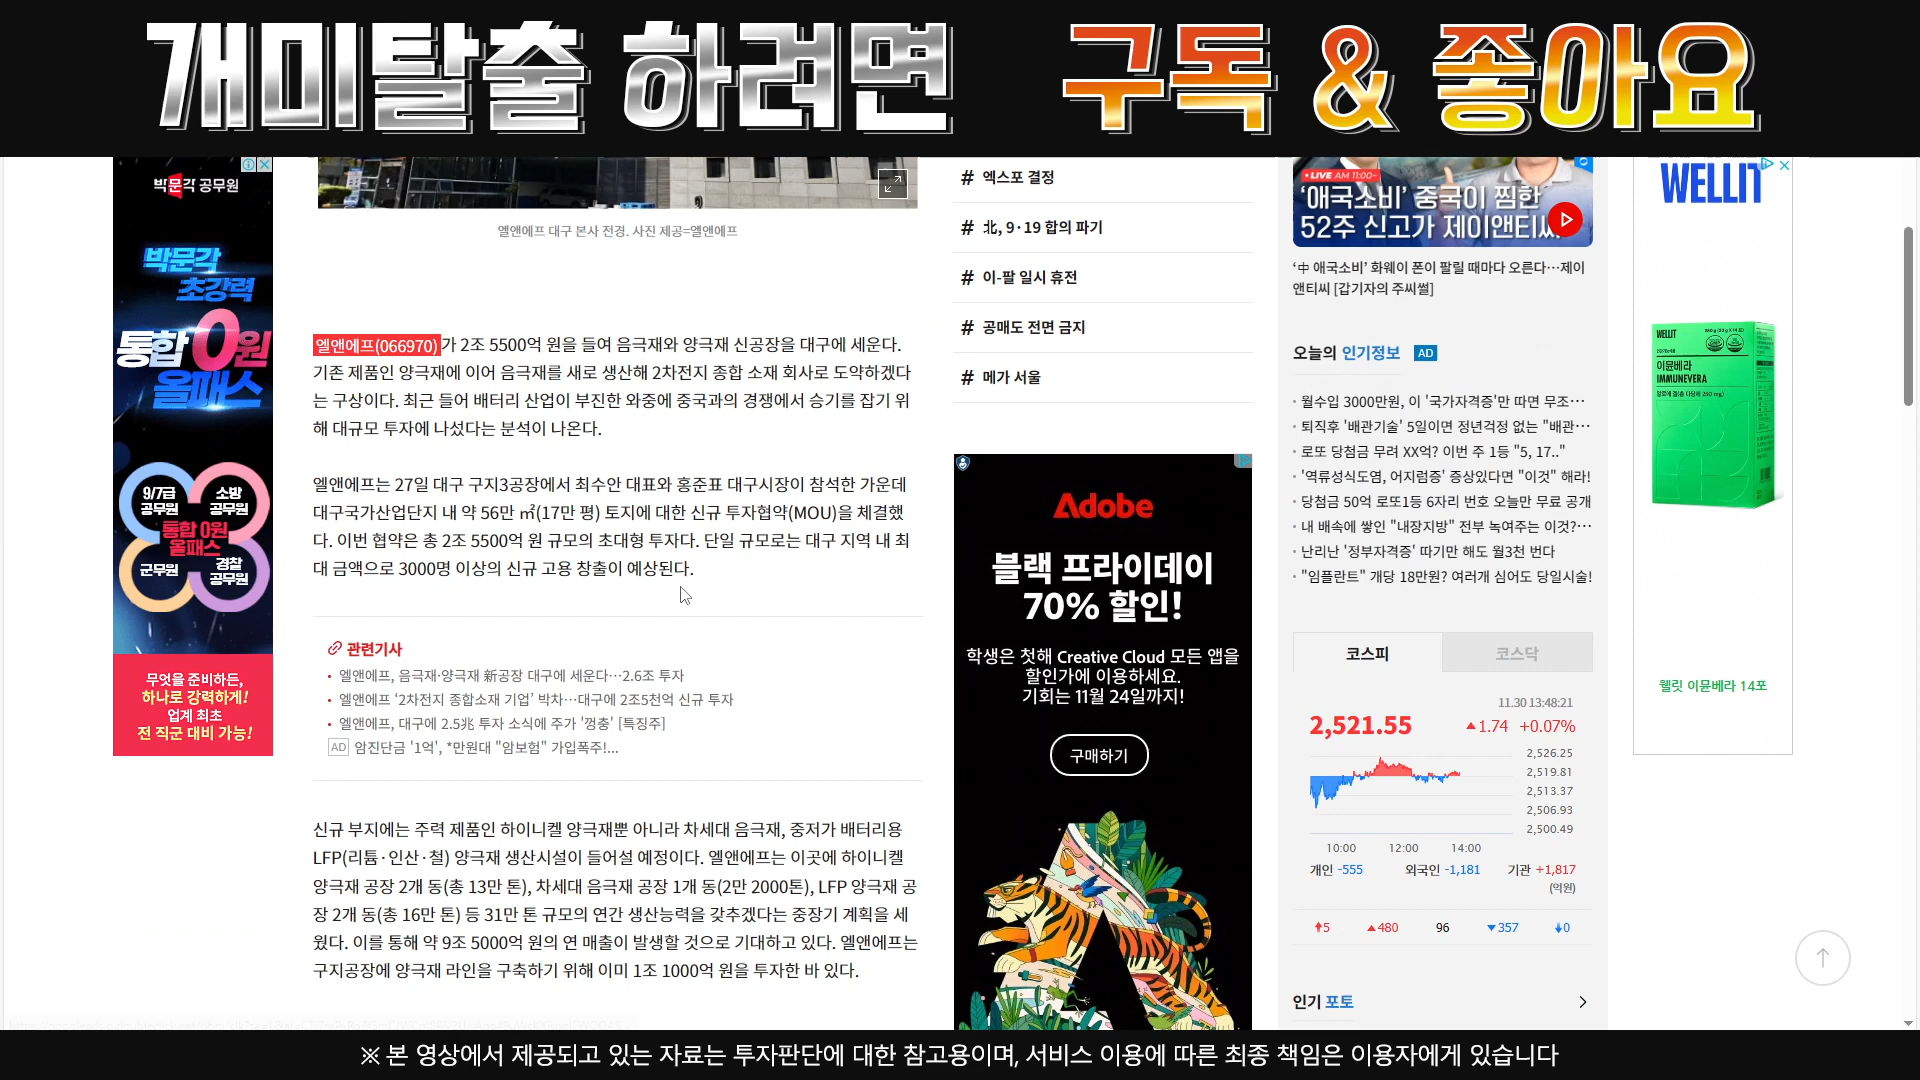 개미탈출 하려면 구독 & 좋아요
박문각 공무원
박문각
초강력
통합 0원
올패스
9/7급
공무원
소방
공무원
통합 0원
올패스
군무원
경찰
공무원
무엇을 준비하든,
하나로 강력하게!
업계 최초
전 직군 대비 가능!
엘앤에프 대구 본사 전경. 사진 제공=엘앤에프
엘앤에프(066970)가 2조 5500억 원을 들여 음극재와 양극재 신공장을 대구에 세운다.
기존 제품인 양극재에 이어 음극재를 새로 생산해 2차전지 종합 소재 회사로 도약하겠다
는 구상이다. 최근 들어 배터리 산업이 부진한 와중에 중국과의 경쟁에서 승기를 잡기 위
해 대규모 투자에 나섰다는 분석이 나온다.
엘앤에프는 27일 대구 구지3공장에서 최수안 대표와 홍준표 대구시장이 참석한 가운데
대구국가산업단지 내 약 56만 ㎡(17만 평) 토지에 대한 신규 투자협약(MOU)을 체결했
다. 이번 협약은 총 2조 5500억 원 규모의 초대형 투자다. 단일 규모로는 대구 지역 내 최
대 금액으로 3000명 이상의 신규 고용 창출이 예상된다.
관련기사
• 엘앤에프, 음극재·양극재 新공장 대구에 세운다…2.6조 투자
• 엘앤에프 ‘2차전지 종합소재 기업’ 박차…대구에 2조5천억 신규 투자
• 엘앤에프, 대구에 2.5兆 투자 소식에 주가 '껑충' [특징주]
AD 암진단금 '1억', *만원대 "암보험" 가입폭주!...
신규 부지에는 주력 제품인 하이니켈 양극재뿐 아니라 차세대 음극재, 중저가 배터리용
LFP(리튬·인산·철) 양극재 생산시설이 들어설 예정이다. 엘앤에프는 이곳에 하이니켈
양극재 공장 2개 동(총 13만 톤), 차세대 음극재 공장 1개 동(2만 2000톤), LFP 양극재 공
장 2개 동(총 16만 톤) 등 31만 톤 규모의 연간 생산능력을 갖추겠다는 중장기 계획을 세
웠다. 이를 통해 약 9조 5000억 원의 연 매출이 발생할 것으로 기대하고 있다. 엘앤에프는
구지공장에 양극재 라인을 구축하기 위해 이미 1조 1000억 원을 투자한 바 있다.
# 엑스포 결정
# 北, 9·19 합의 파기
# 이-팔 일시 휴전
# 공매도 전면 금지
# 메가 서울
Adobe
블랙 프라이데이
70% 할인!
학생은 첫해 Creative Cloud 모든 앱을
할인가에 이용하세요.
기회는 11월 24일까지!
구매하기
LIVE AM 11:00~
‘애국소비’ 중국이 찜한
52주 신고가 제이앤티씨
‘中 애국소비’ 화웨이 폰이 팔릴 때마다 오른다…제이
앤티씨 [갑기자의 주씨썰]
오늘의 인기정보 AD
• 월수입 3000만원, 이 '국가자격증'만 따면 무조…
• 퇴직후 '배관기술' 5일이면 정년걱정 없는 "배관…
• 로또 당첨금 무려 XX억? 이번 주 1등 "5, 17.."
• '역류성식도염, 어지럼증' 증상있다면 "이것" 해라!
• 당첨금 50억 로또1등 6자리 번호 오늘만 무료 공개
• 내 배속에 쌓인 "내장지방" 전부 녹여주는 이것?…
• 난리난 '정부자격증' 따기만 해도 월3천 번다
• "임플란트" 개당 18만원? 여러개 심어도 당일시술!
코스피 코스닥
11.30 13:48:21
2,521.55 ▲1.74 +0.07%
2,526.25
2,519.81
2,513.37
2,506.93
2,500.49
10:00 12:00 14:00
개인 -555 외국인 -1,181 기관 +1,817
(억원)
↑5 ▲480 96 ▼357 ↓0
인기 포토
WELLIT
WELLIT
이뮨베라
IMMUNEVERA
웰릿 이뮨베라 14포
※ 본 영상에서 제공되고 있는 자료는 투자판단에 대한 참고용이며, 서비스 이용에 따른 최종 책임은 이용자에게 있습니다